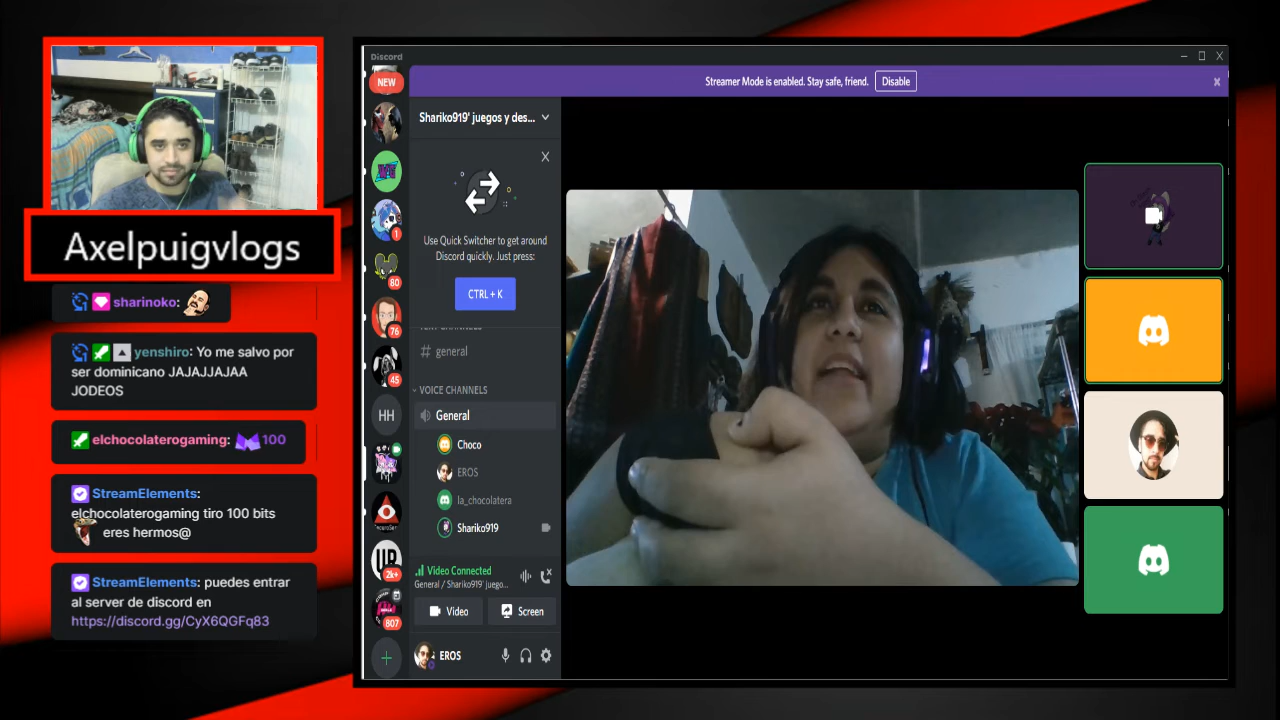 Axelpuigvlogs
sharinoko:
yenshiro: Yo me salvo por
ser dominicano JAJAJJAJAA
JODEOS
elchocolaterogaming: 100
StreamElements:
elchocolaterogaming tiro 100 bits
eres hermos@
StreamElements: puedes entrar
al server de discord en
https://discord.gg/CyX6QGFq83
Discord
Streamer Mode is enabled. Stay safe, friend. Disable
NEW
1
80
76
45
HH
UB
2k+
807
Shariko919' juegos y des...
Use Quick Switcher to get around
Discord quickly. Just press:
CTRL + K
TEXT CHANNELS
# general
VOICE CHANNELS
General
Choco
EROS
la_chocolatera
Shariko919
Video Connected
General / Shariko919' juego...
Video Screen
EROS